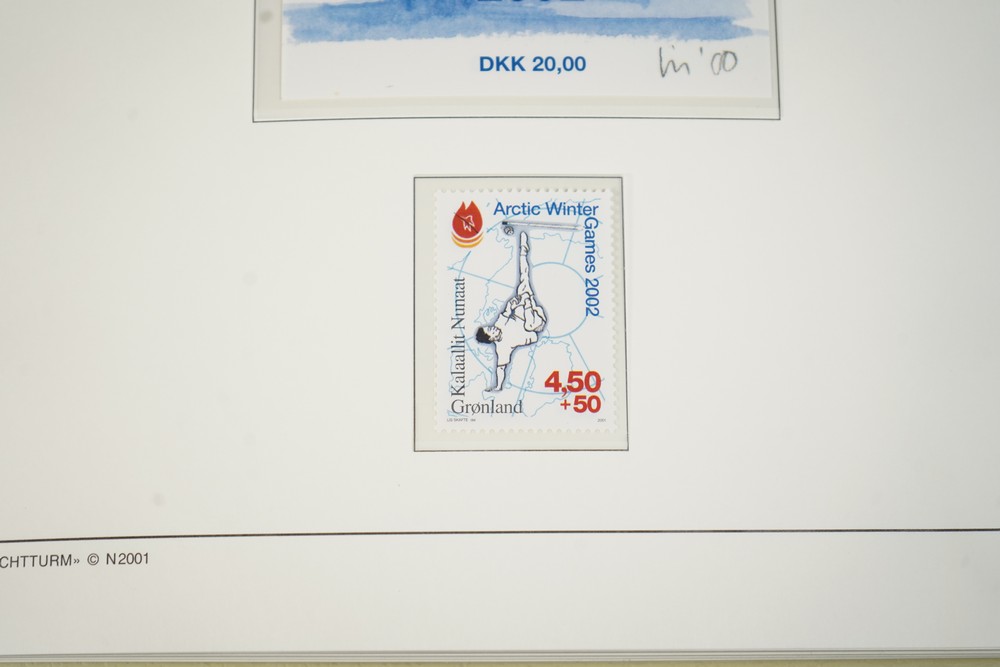 DKK 20,00
Arctic Winter
Games 2002
Kalaallit Nunaat
Grønland
4,50
+50
CHTTURM» © N2001